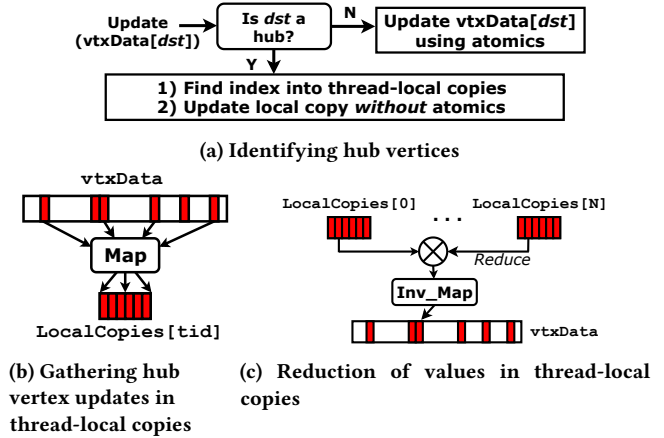 Update
(vtxData[dst])
Is dst a
hub?
N
Update vtxData[dst]
using atomics
Y
1) Find index into thread-local copies
2) Update local copy without atomics
(a) Identifying hub vertices
vtxData
Map
LocalCopies[tid]
(b) Gathering hub
vertex updates in
thread-local copies
LocalCopies[0]
...
LocalCopies[N]
Reduce
Inv_Map
vtxData
(c) Reduction of values in thread-local
copies